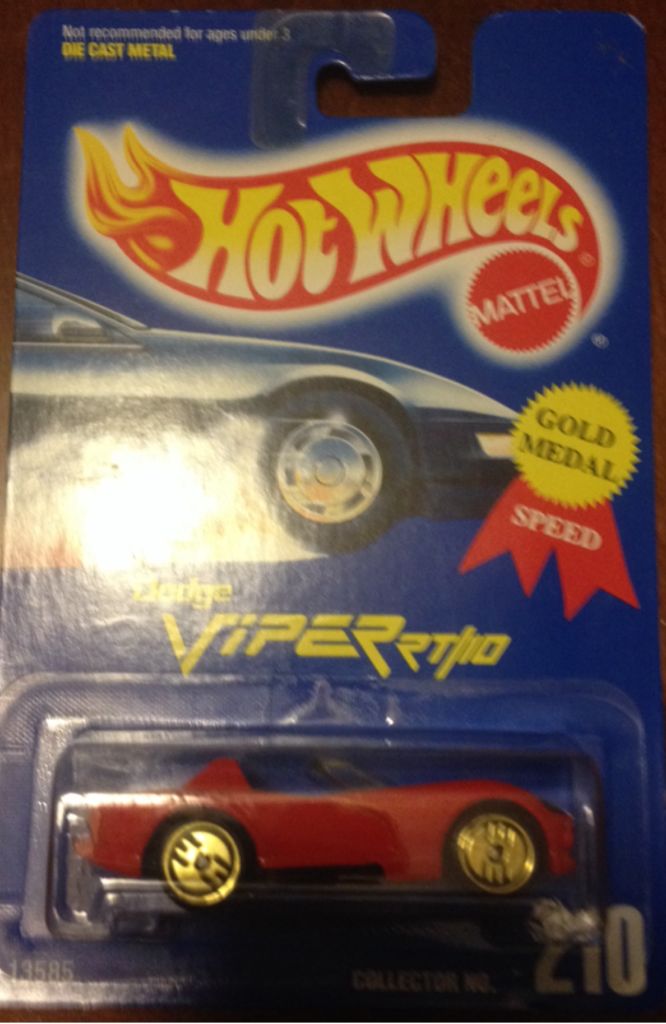 Not recommended for ages under 3
DIE CAST METAL
HOT WHEELS ®
MATTEL
®
GOLD
MEDAL
SPEED
Dodge
VIPER RT/10
13585
COLLECTOR NO. 210